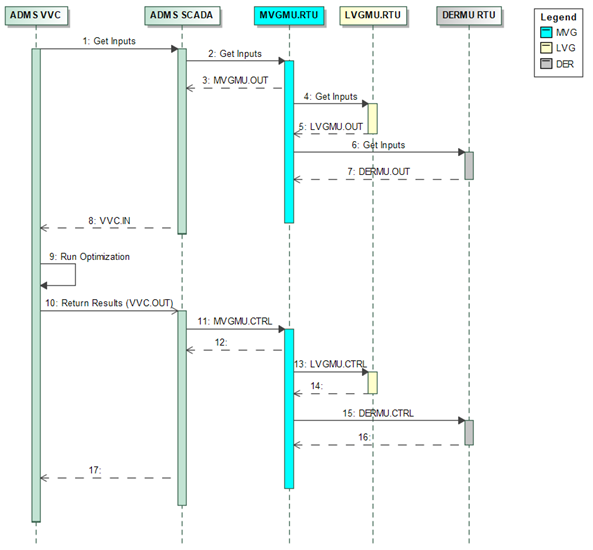 ADMS VVC
ADMS SCADA
MVGMU.RTU
LVGMU.RTU
DERMU RTU
Legend
MVG
LVG
DER
1: Get Inputs
2: Get Inputs
3: MVGMU.OUT
4: Get Inputs
5: LVGMU.OUT
6: Get Inputs
7: DERMU.OUT
8: VVC.IN
9: Run Optimization
10: Return Results (VVC.OUT)
11: MVGMU.CTRL
12:
13: LVGMU.CTRL
14:
15: DERMU.CTRL
16:
17: